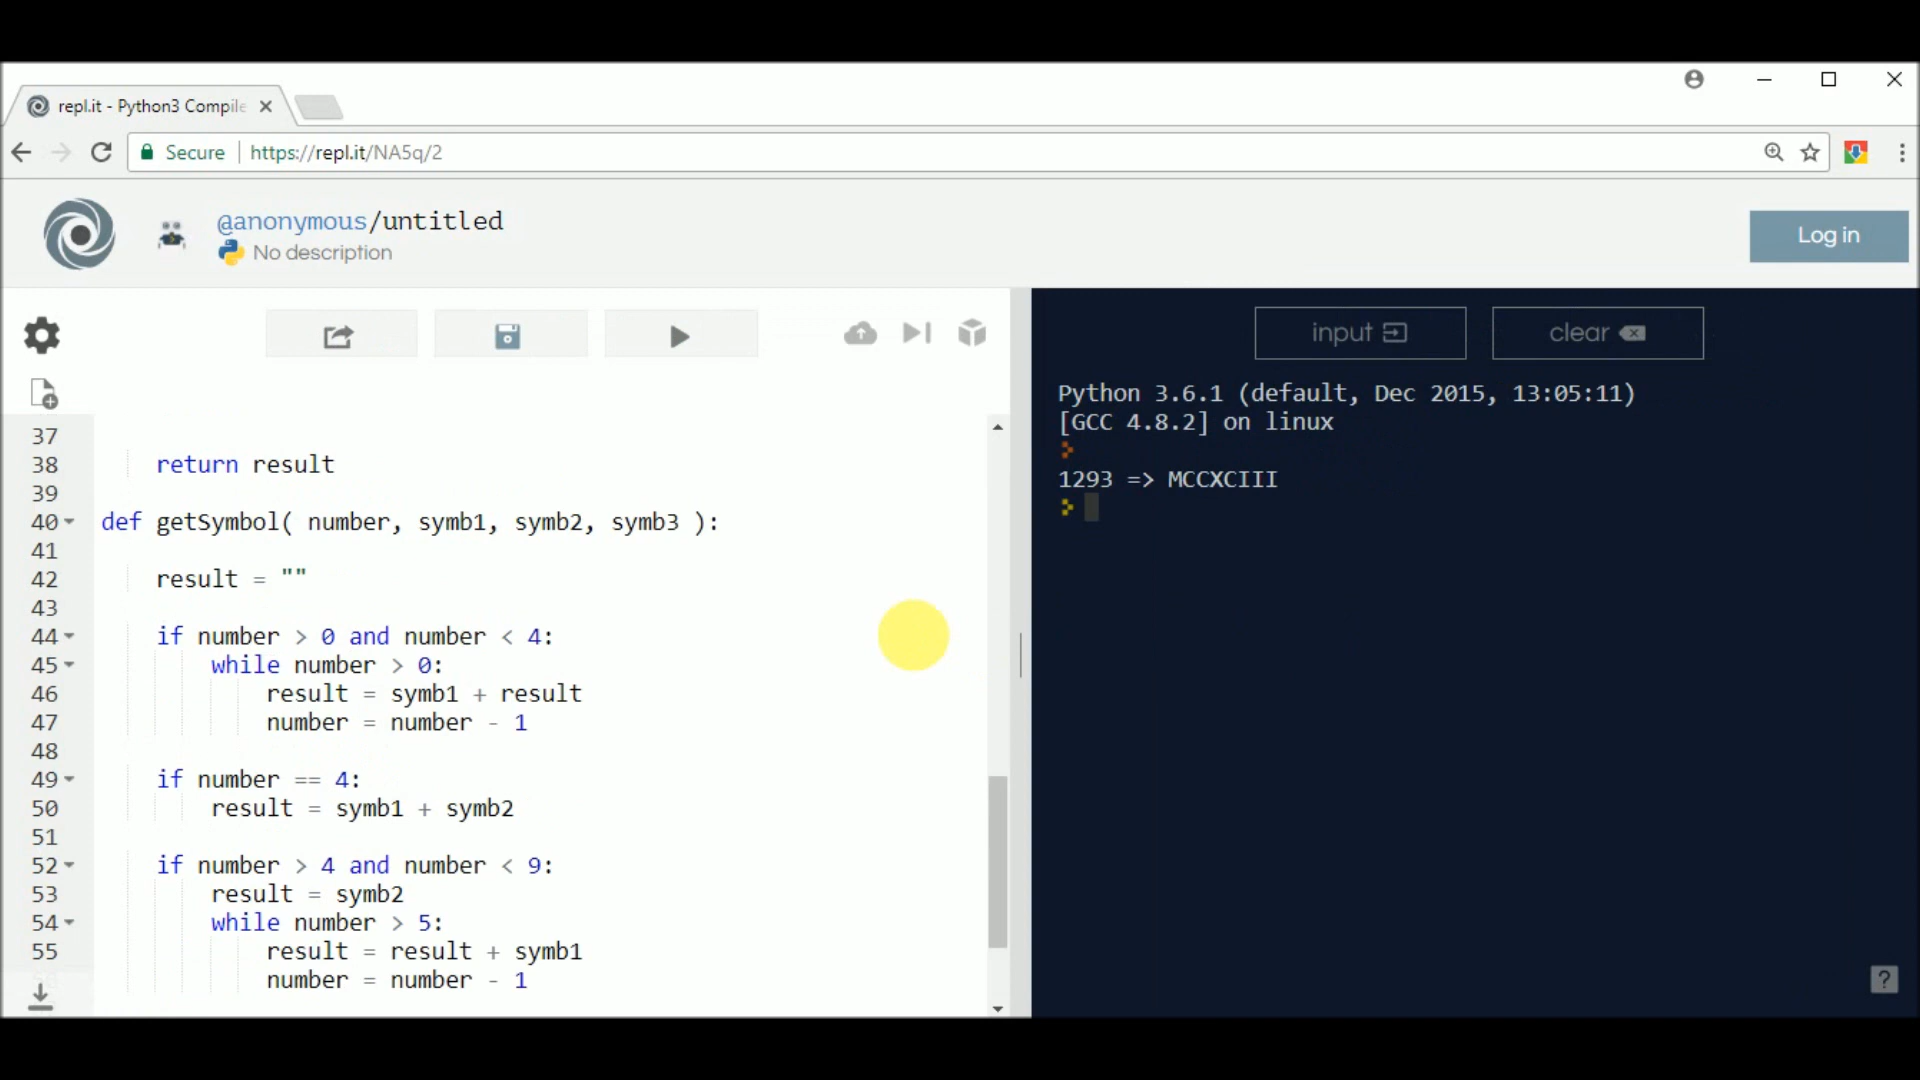 repl.it - Python3 Compile
Secure https://repl.it/NA5q/2
@anonymous/untitled
No description
Log in
input
clear
Python 3.6.1 (default, Dec 2015, 13:05:11)
[GCC 4.8.2] on linux
1293 => MCCXCIII
37
38 return result
39
40 def getSymbol( number, symb1, symb2, symb3 ):
41
42 result = ""
43
44 if number > 0 and number < 4:
45 while number > 0:
46 result = symb1 + result
47 number = number - 1
48
49 if number == 4:
50 result = symb1 + symb2
51
52 if number > 4 and number < 9:
53 result = symb2
54 while number > 5:
55 result = result + symb1
number = number - 1
?